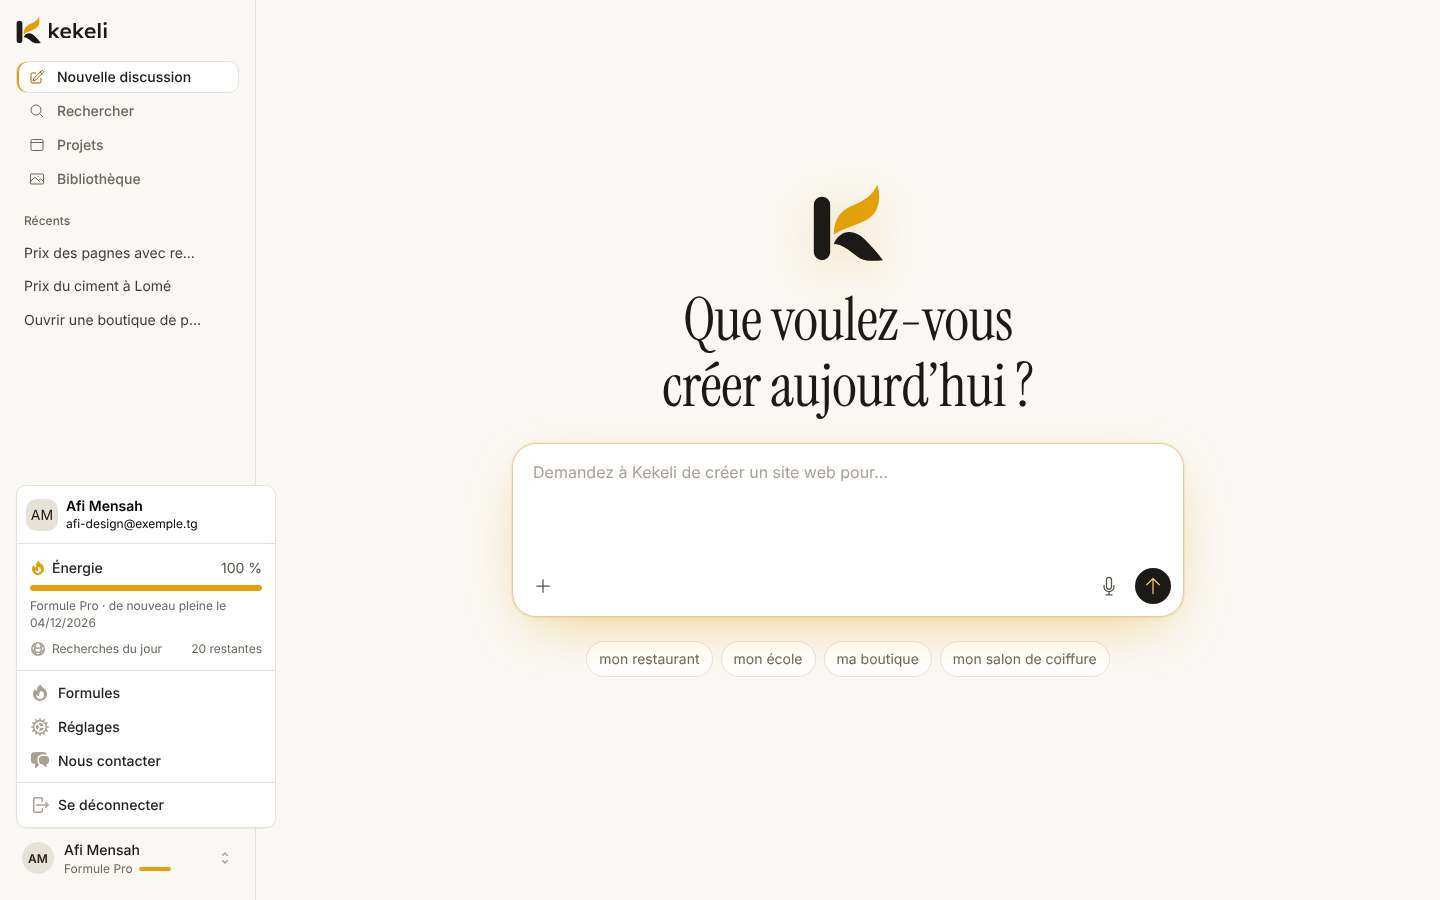 kekeli
Nouvelle discussion
Rechercher
Projets
Bibliothèque
Récents
Prix des pagnes avec re...
Prix du ciment à Lomé
Ouvrir une boutique de p...
AM
Afi Mensah
afi-design@exemple.tg
Énergie
100 %
Formule Pro · de nouveau pleine le
04/12/2026
Recherches du jour
20 restantes
Formules
Réglages
Nous contacter
Se déconnecter
AM
Afi Mensah
Formule Pro
Que voulez-vous
créer aujourd’hui ?
Demandez à Kekeli de créer un site web pour...
mon restaurant
mon école
ma boutique
mon salon de coiffure